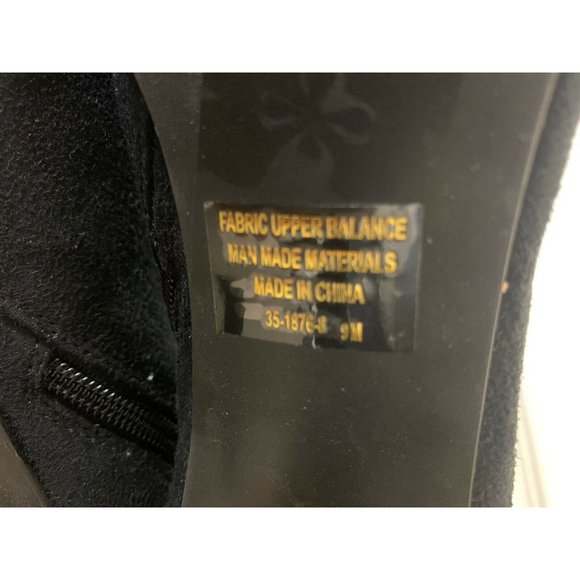 FABRIC UPPER BALANCE
MAN MADE MATERIALS
MADE IN CHINA
35-1876-8 9M